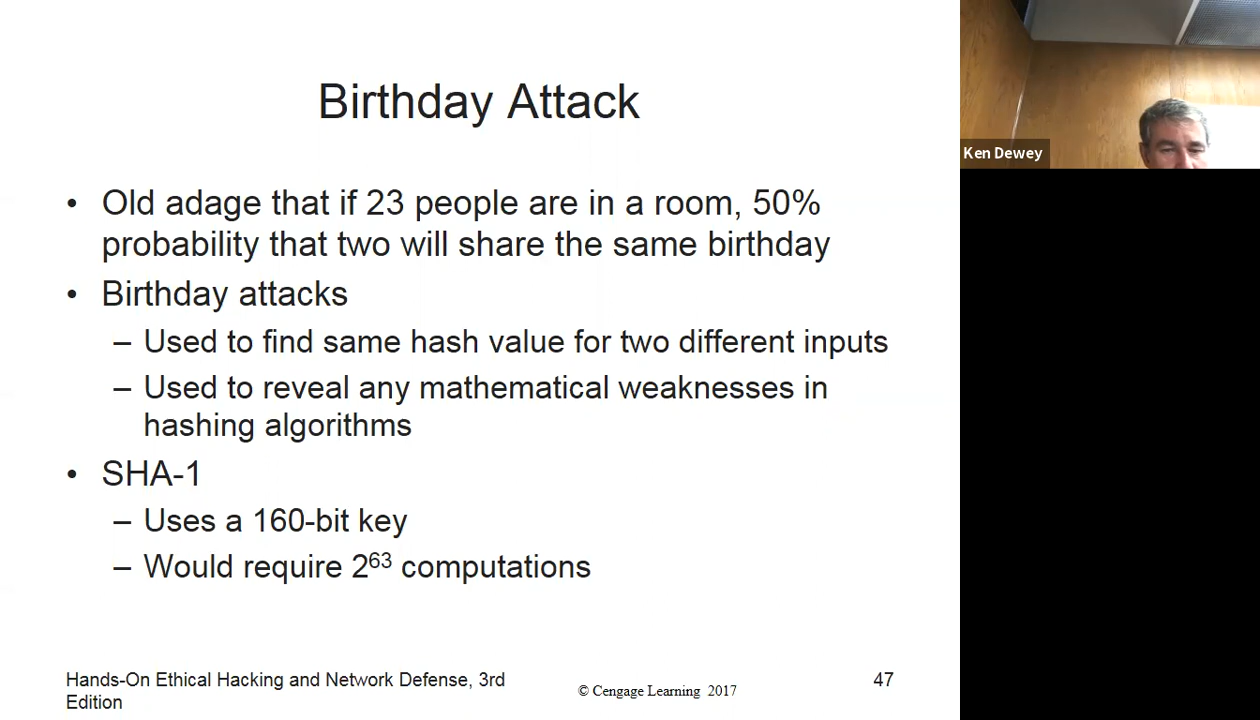 Birthday Attack
• Old adage that if 23 people are in a room, 50%
probability that two will share the same birthday
• Birthday attacks
– Used to find same hash value for two different inputs
– Used to reveal any mathematical weaknesses in
hashing algorithms
• SHA-1
– Uses a 160-bit key
– Would require 2⁶³ computations
Hands-On Ethical Hacking and Network Defense, 3rd
Edition
© Cengage Learning 2017
47
Ken Dewey